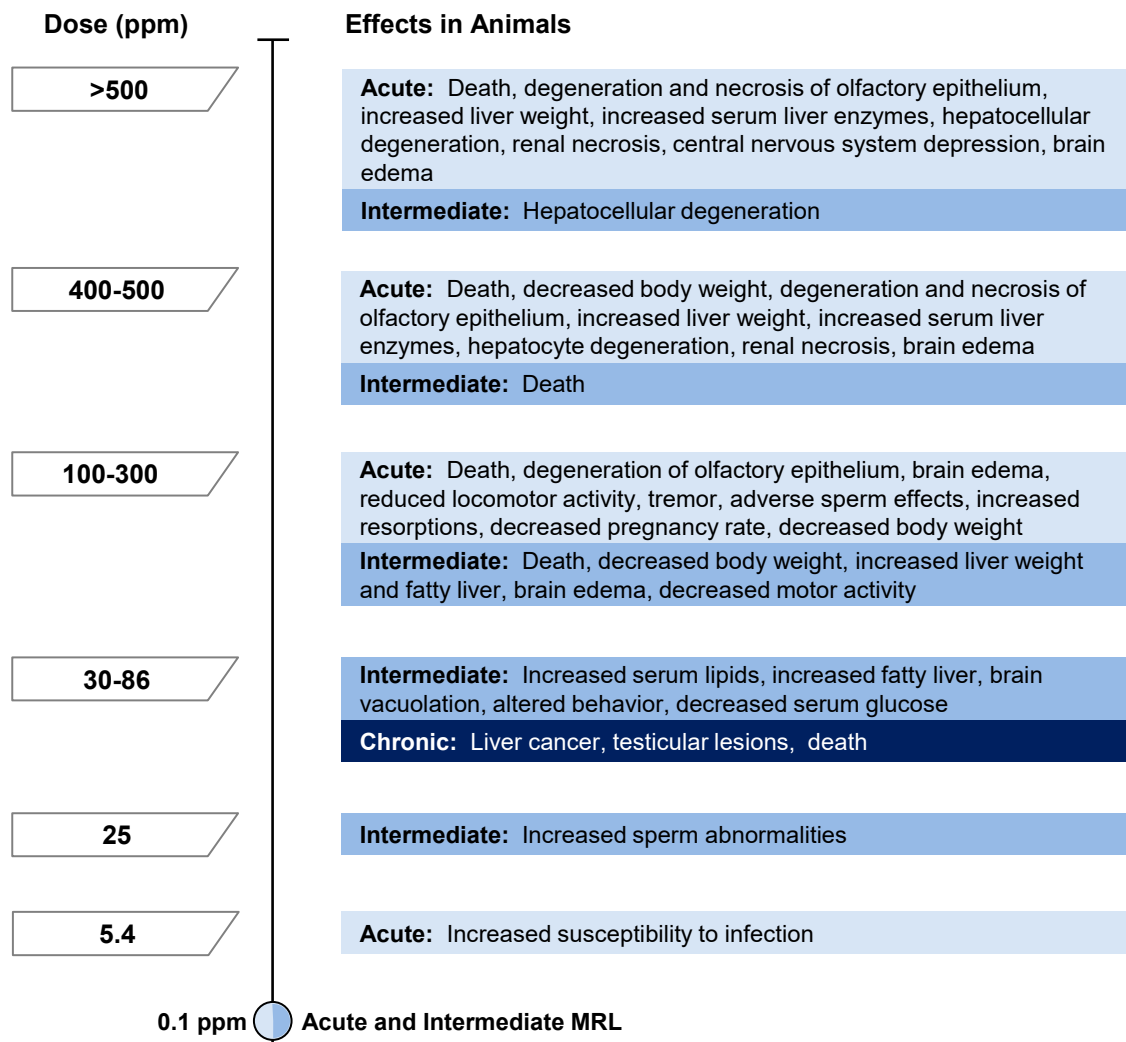 Dose (ppm)
Effects in Animals
>500
Acute: Death, degeneration and necrosis of olfactory epithelium,
increased liver weight, increased serum liver enzymes, hepatocellular
degeneration, renal necrosis, central nervous system depression, brain
edema
Intermediate: Hepatocellular degeneration
400-500
Acute: Death, decreased body weight, degeneration and necrosis of
olfactory epithelium, increased liver weight, increased serum liver
enzymes, hepatocyte degeneration, renal necrosis, brain edema
Intermediate: Death
100-300
Acute: Death, degeneration of olfactory epithelium, brain edema,
reduced locomotor activity, tremor, adverse sperm effects, increased
resorptions, decreased pregnancy rate, decreased body weight
Intermediate: Death, decreased body weight, increased liver weight
and fatty liver, brain edema, decreased motor activity
30-86
Intermediate: Increased serum lipids, increased fatty liver, brain
vacuolation, altered behavior, decreased serum glucose
Chronic: Liver cancer, testicular lesions, death
25
Intermediate: Increased sperm abnormalities
5.4
Acute: Increased susceptibility to infection
0.1 ppm
Acute and Intermediate MRL